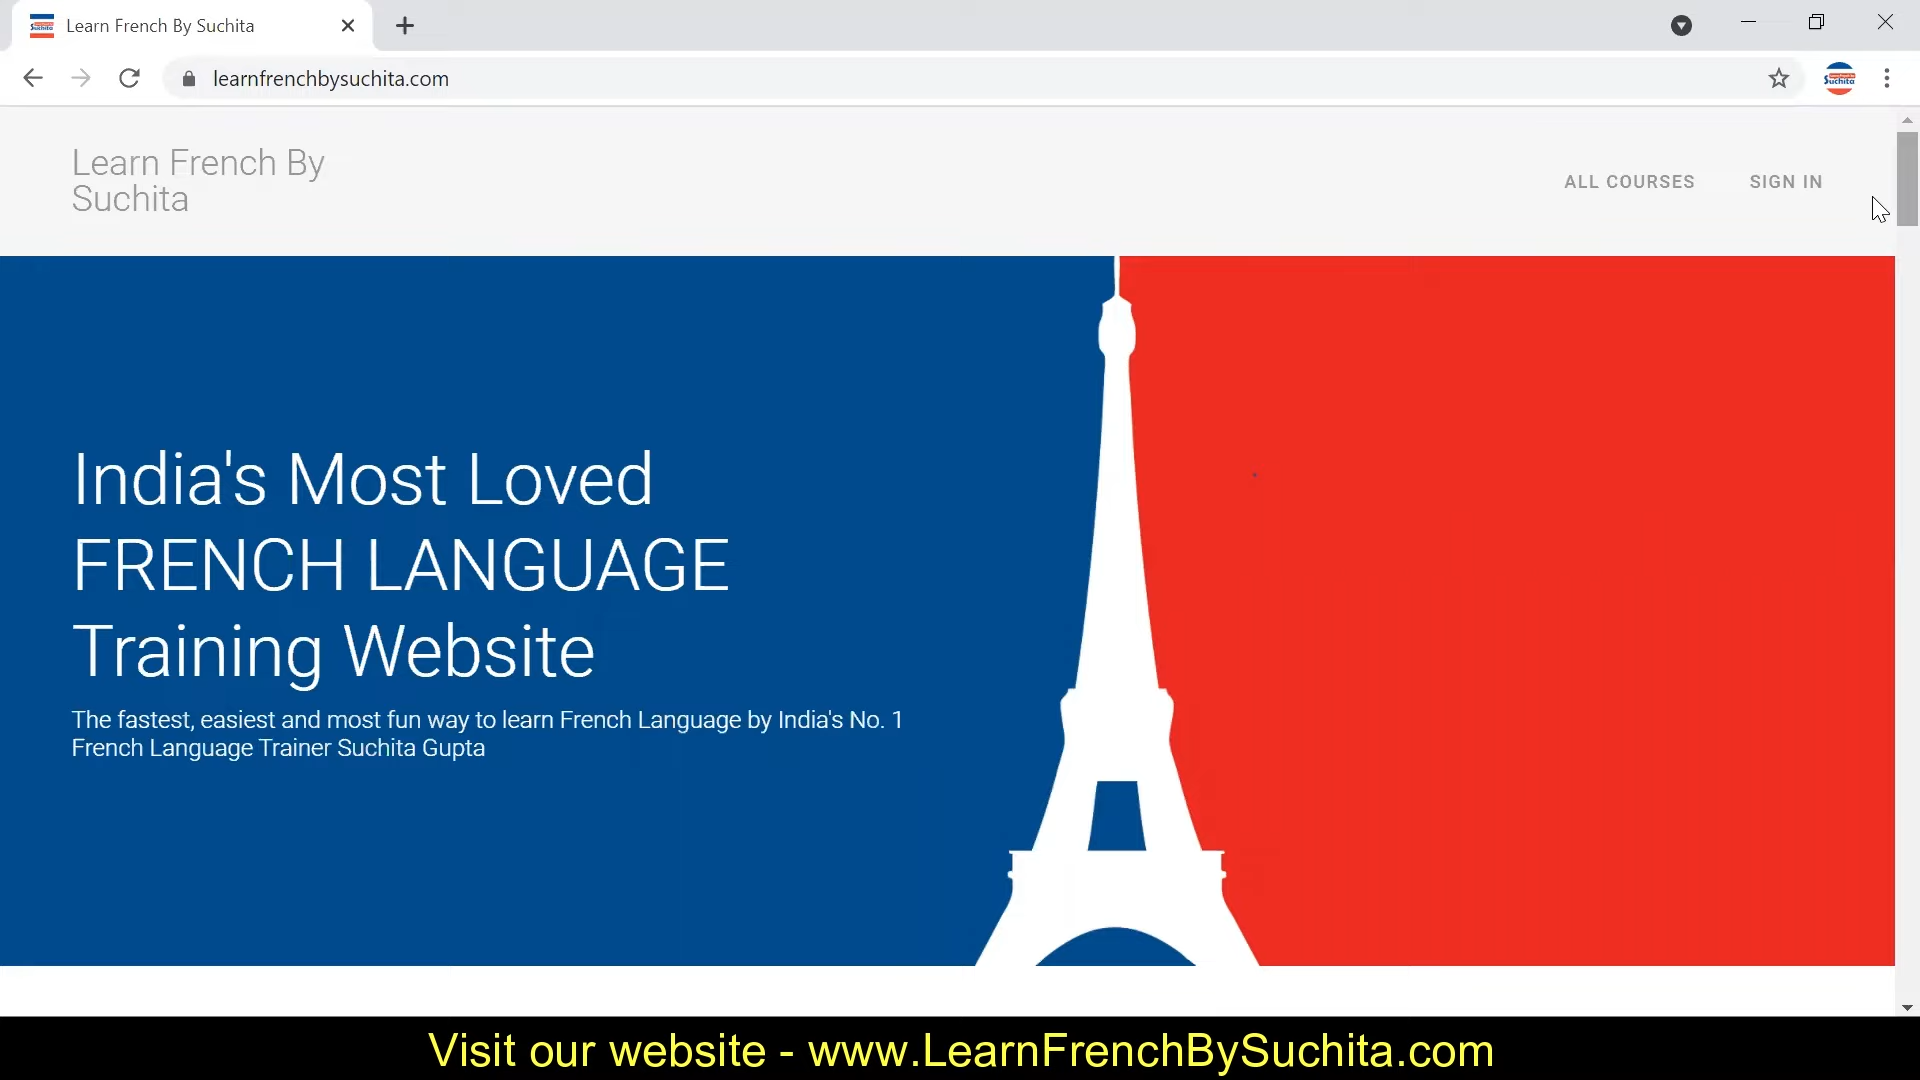 Learn French By Suchita
learnfrenchbysuchita.com
Learn French By
Suchita
ALL COURSES
SIGN IN
India's Most Loved
FRENCH LANGUAGE
Training Website
The fastest, easiest and most fun way to learn French Language by India's No. 1
French Language Trainer Suchita Gupta
Visit our website - www.LearnFrenchBySuchita.com